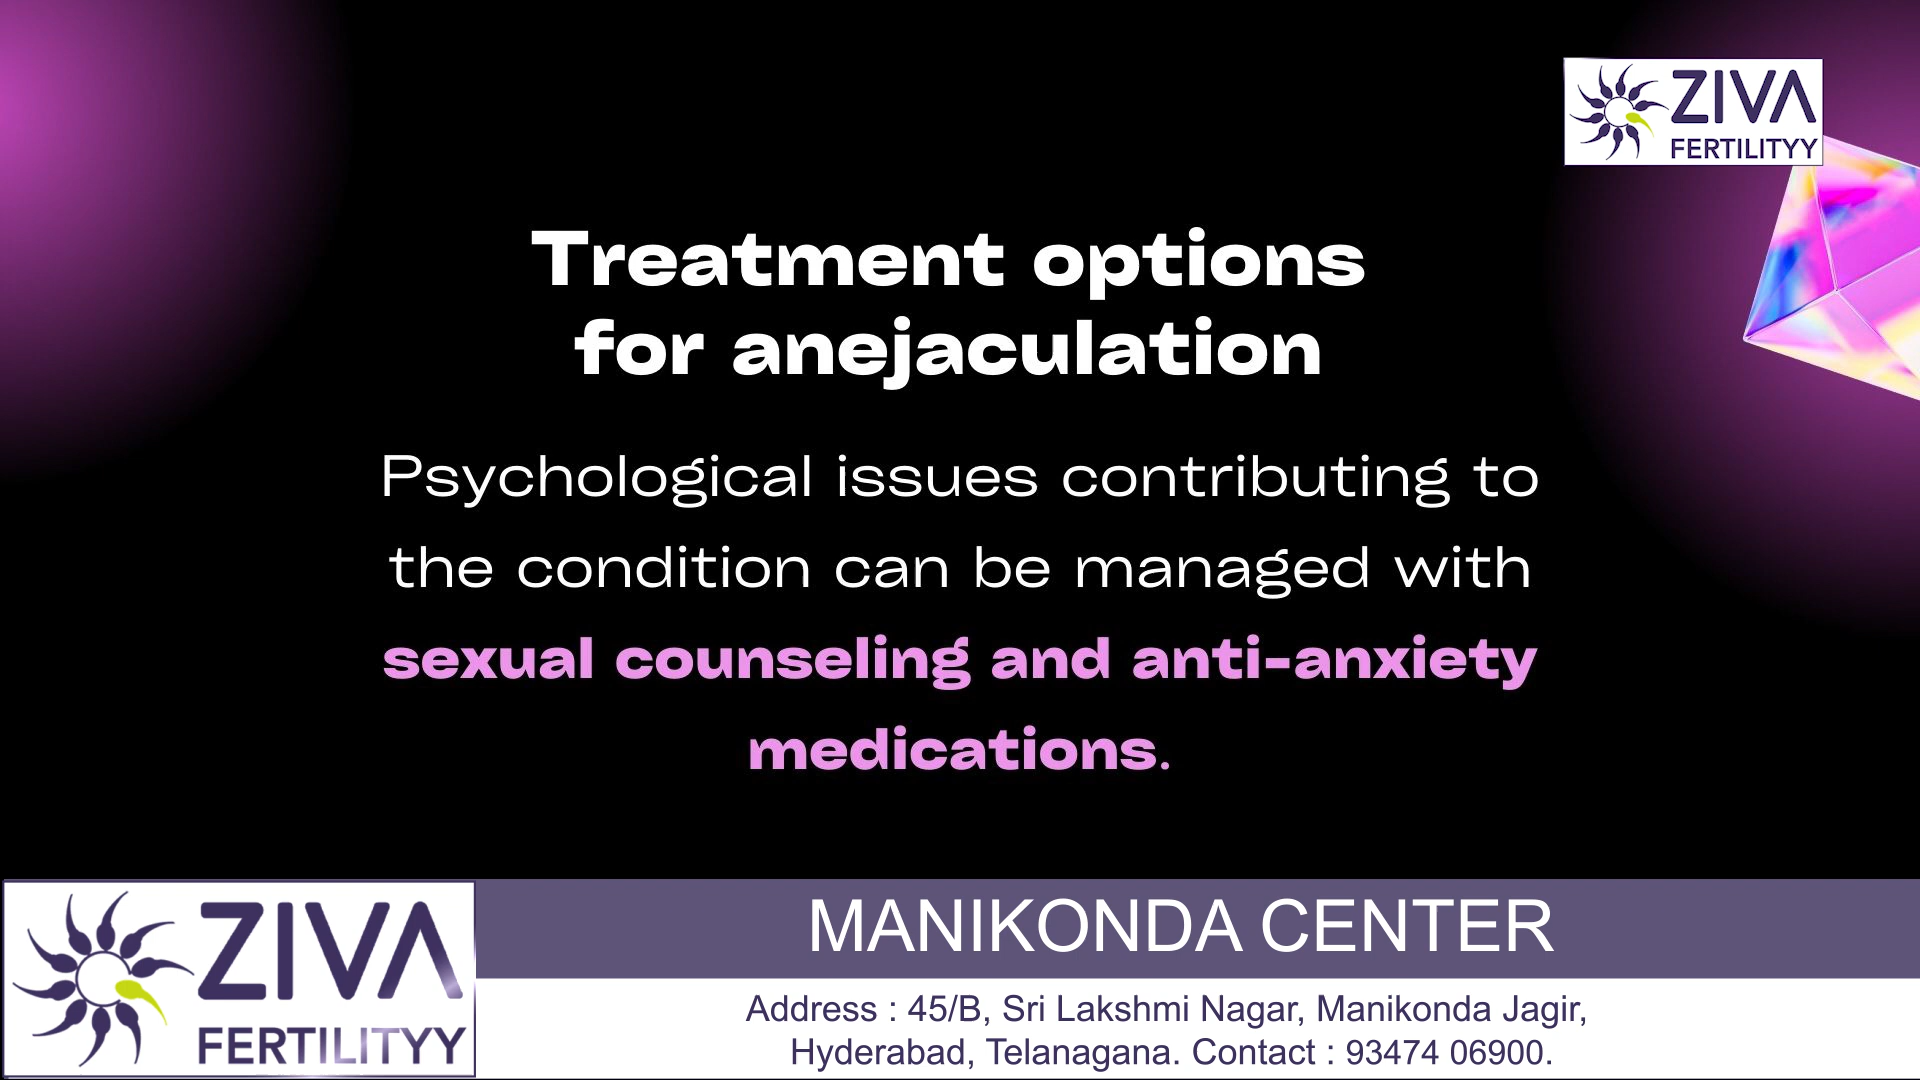 ZIVA
FERTILITYY
Treatment options
for anejaculation
Psychological issues contributing to
the condition can be managed with
sexual counseling and anti-anxiety
medications.
ZIVA
FERTILITYY
MANIKONDA CENTER
Address : 45/B, Sri Lakshmi Nagar, Manikonda Jagir,
Hyderabad, Telanagana. Contact : 93474 06900.